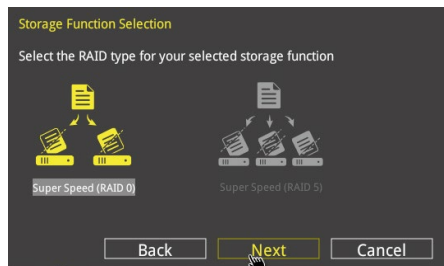 Storage Function Selection
Select the RAID type for your selected storage function
Super Speed (RAID 0)
Super Speed (RAID 5)
Back
Next
Cancel